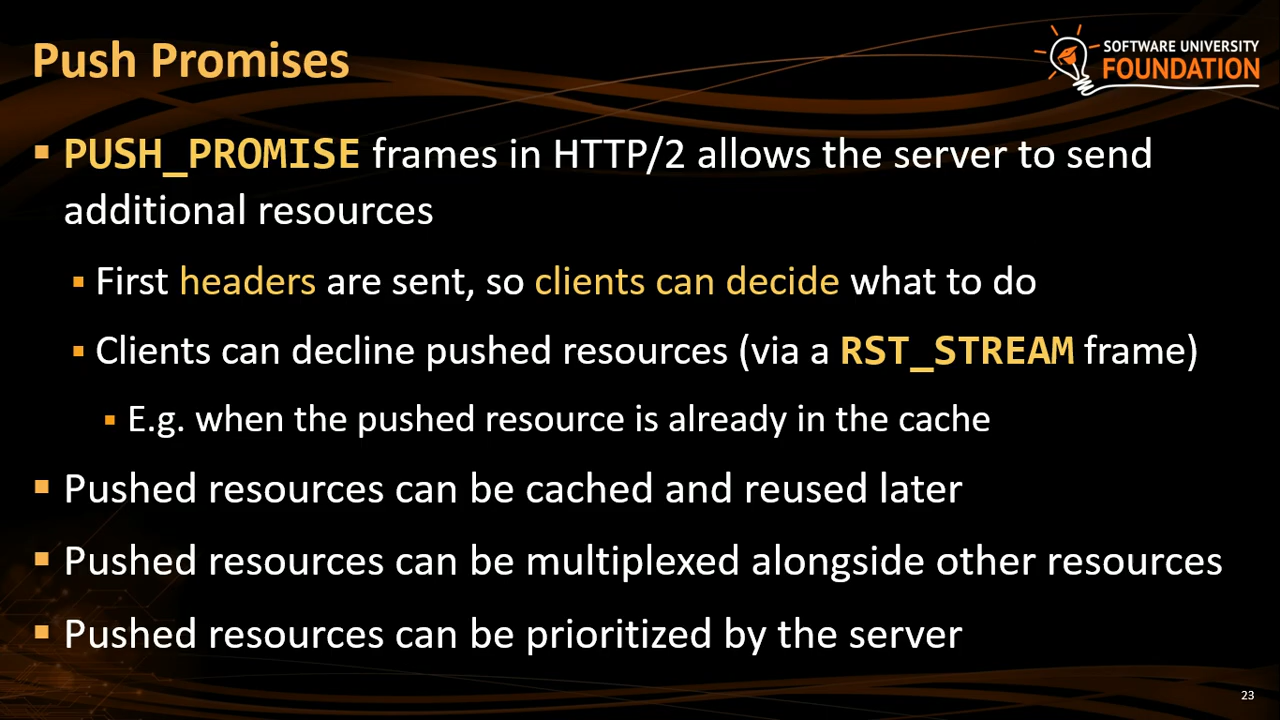 Push Promises
SOFTWARE UNIVERSITY
FOUNDATION
PUSH_PROMISE frames in HTTP/2 allows the server to send
additional resources
First headers are sent, so clients can decide what to do
Clients can decline pushed resources (via a RST_STREAM frame)
E.g. when the pushed resource is already in the cache
Pushed resources can be cached and reused later
Pushed resources can be multiplexed alongside other resources
Pushed resources can be prioritized by the server
23